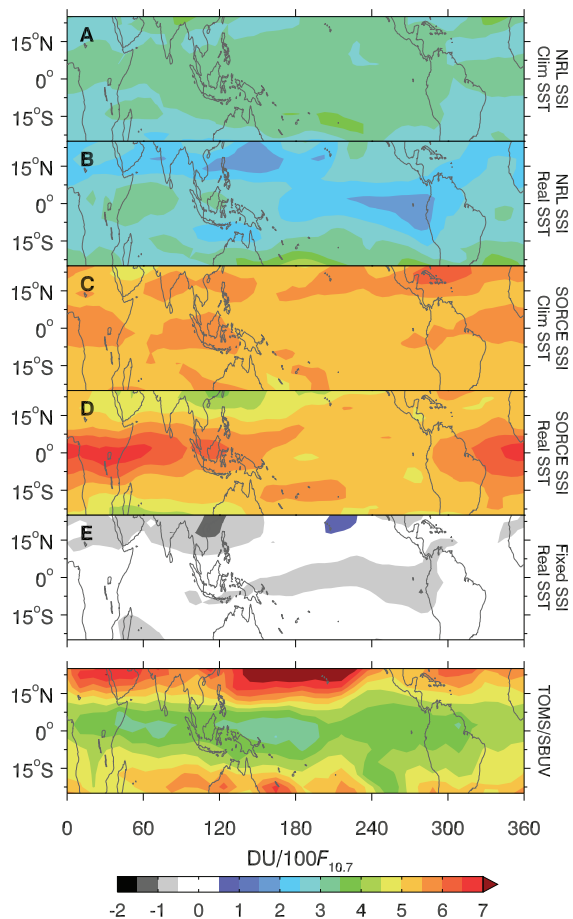 A
15°N
0°
15°S
NRL SSI
Clim SST
B
15°N
0°
15°S
NRL SSI
Real SST
C
15°N
0°
15°S
SORCE SSI
Clim SST
D
15°N
0°
15°S
SORCE SSI
Real SST
E
15°N
0°
15°S
Fixed SSI
Real SST
15°N
0°
15°S
TOMS/SBUV
0 60 120 180 240 300 360
DU/100F10.7
-2 -1 0 1 2 3 4 5 6 7